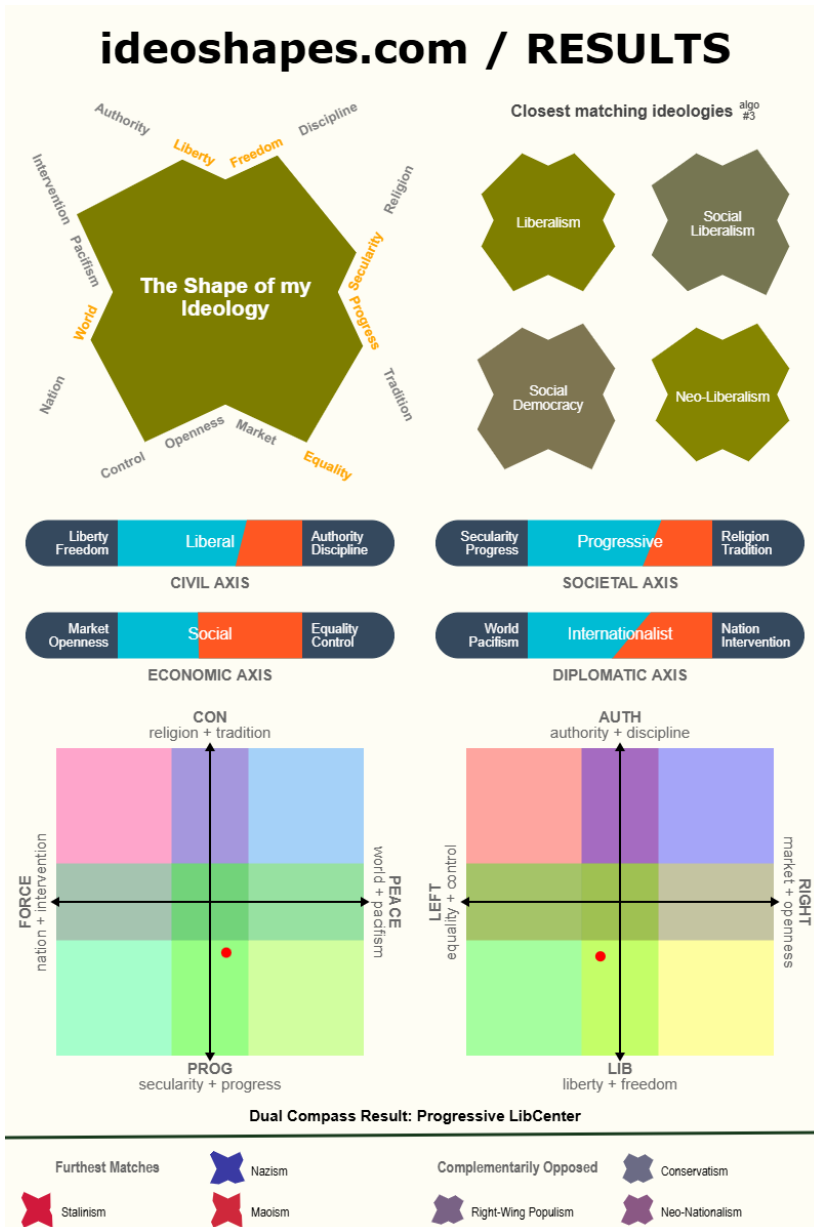 ideoshapes.com / RESULTS
Authority
Liberty
Freedom
Discipline
Intervention
Pacifism
Religion
Secularity
World
Progress
Nation
Tradition
Control
Openness
Market
Equality
The Shape of my
Ideology
Closest matching ideologies
algo
#3
Liberalism
Social
Liberalism
Social
Democracy
Neo-Liberalism
Liberty
Freedom
Liberal
Authority
Discipline
CIVIL AXIS
Secularity
Progress
Progressive
Religion
Tradition
SOCIETAL AXIS
Market
Openness
Social
Equality
Control
ECONOMIC AXIS
World
Pacifism
Internationalist
Nation
Intervention
DIPLOMATIC AXIS
CON
religion + tradition
FORCE
nation + intervention
PEACE
world + pacifism
PROG
secularity + progress
AUTH
authority + discipline
LEFT
equality + control
RIGHT
market + openness
LIB
liberty + freedom
Dual Compass Result: Progressive LibCenter
Furthest Matches
Nazism
Stalinism
Maoism
Complementarily Opposed
Conservatism
Right-Wing Populism
Neo-Nationalism